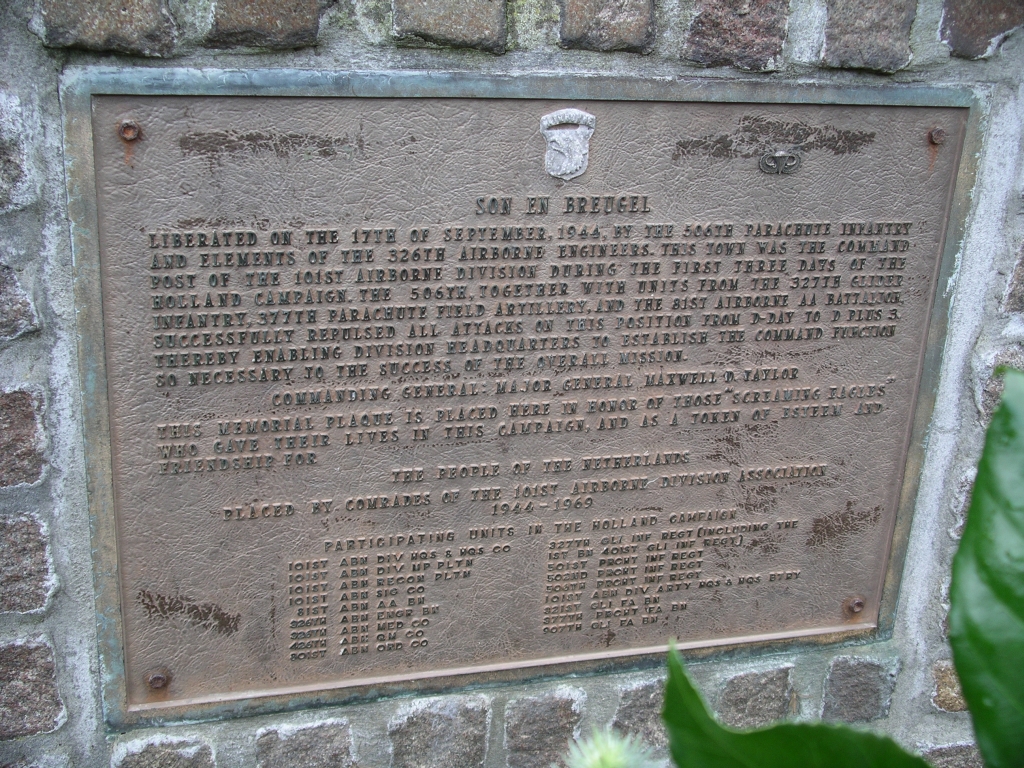 SON EN BREUGEL
LIBERATED ON THE 17TH OF SEPTEMBER, 1944, BY THE 506TH PARACHUTE INFANTRY
AND ELEMENTS OF THE 326TH AIRBORNE ENGINEERS. THIS TOWN WAS THE COMMAND
POST OF THE 101ST AIRBORNE DIVISION DURING THE FIRST THREE DAYS OF THE
HOLLAND CAMPAIGN. THE 506TH, TOGETHER WITH UNITS FROM THE 327TH GLIDER
INFANTRY, 377TH PARACHUTE FIELD ARTILLERY, AND THE 81ST AIRBORNE AA BATTALION,
SUCCESSFULLY REPULSED ALL ATTACKS ON THIS POSITION FROM D-DAY TO D PLUS 3,
THEREBY ENABLING DIVISION HEADQUARTERS TO ESTABLISH THE COMMAND FUNCTION
SO NECESSARY TO THE SUCCESS OF THE OVERALL MISSION.
COMMANDING GENERAL: MAJOR GENERAL MAXWELL D. TAYLOR
THIS MEMORIAL PLAQUE IS PLACED HERE IN HONOR OF THOSE "SCREAMING EAGLES"
WHO GAVE THEIR LIVES IN THIS CAMPAIGN, AND AS A TOKEN OF ESTEEM AND
FRIENDSHIP FOR
THE PEOPLE OF THE NETHERLANDS
PLACED BY COMRADES OF THE 101ST AIRBORNE DIVISION ASSOCIATION
1944-1969
PARTICIPATING UNITS IN THE HOLLAND CAMPAIGN
101ST ABN DIV HQS & HQS CO
101ST ABN DIV MP PLTN
101ST ABN RECON PLTN
101ST ABN SIG CO
81ST ABN AA BN
326TH ABN ENGR BN
326TH ABN MED CO
426TH ABN QM CO
801ST ABN ORD CO
327TH GLI INF REGT (INCLUDING THE
1ST BN 401ST GLI INF REGT)
501ST PRCHT INF REGT
502ND PRCHT INF REGT
506TH PRCHT INF REGT
101ST ABN DIV ARTY HQS & HQS BTRY
321ST GLI FA BN
377TH PRCHT FA BN
907TH GLI FA BN